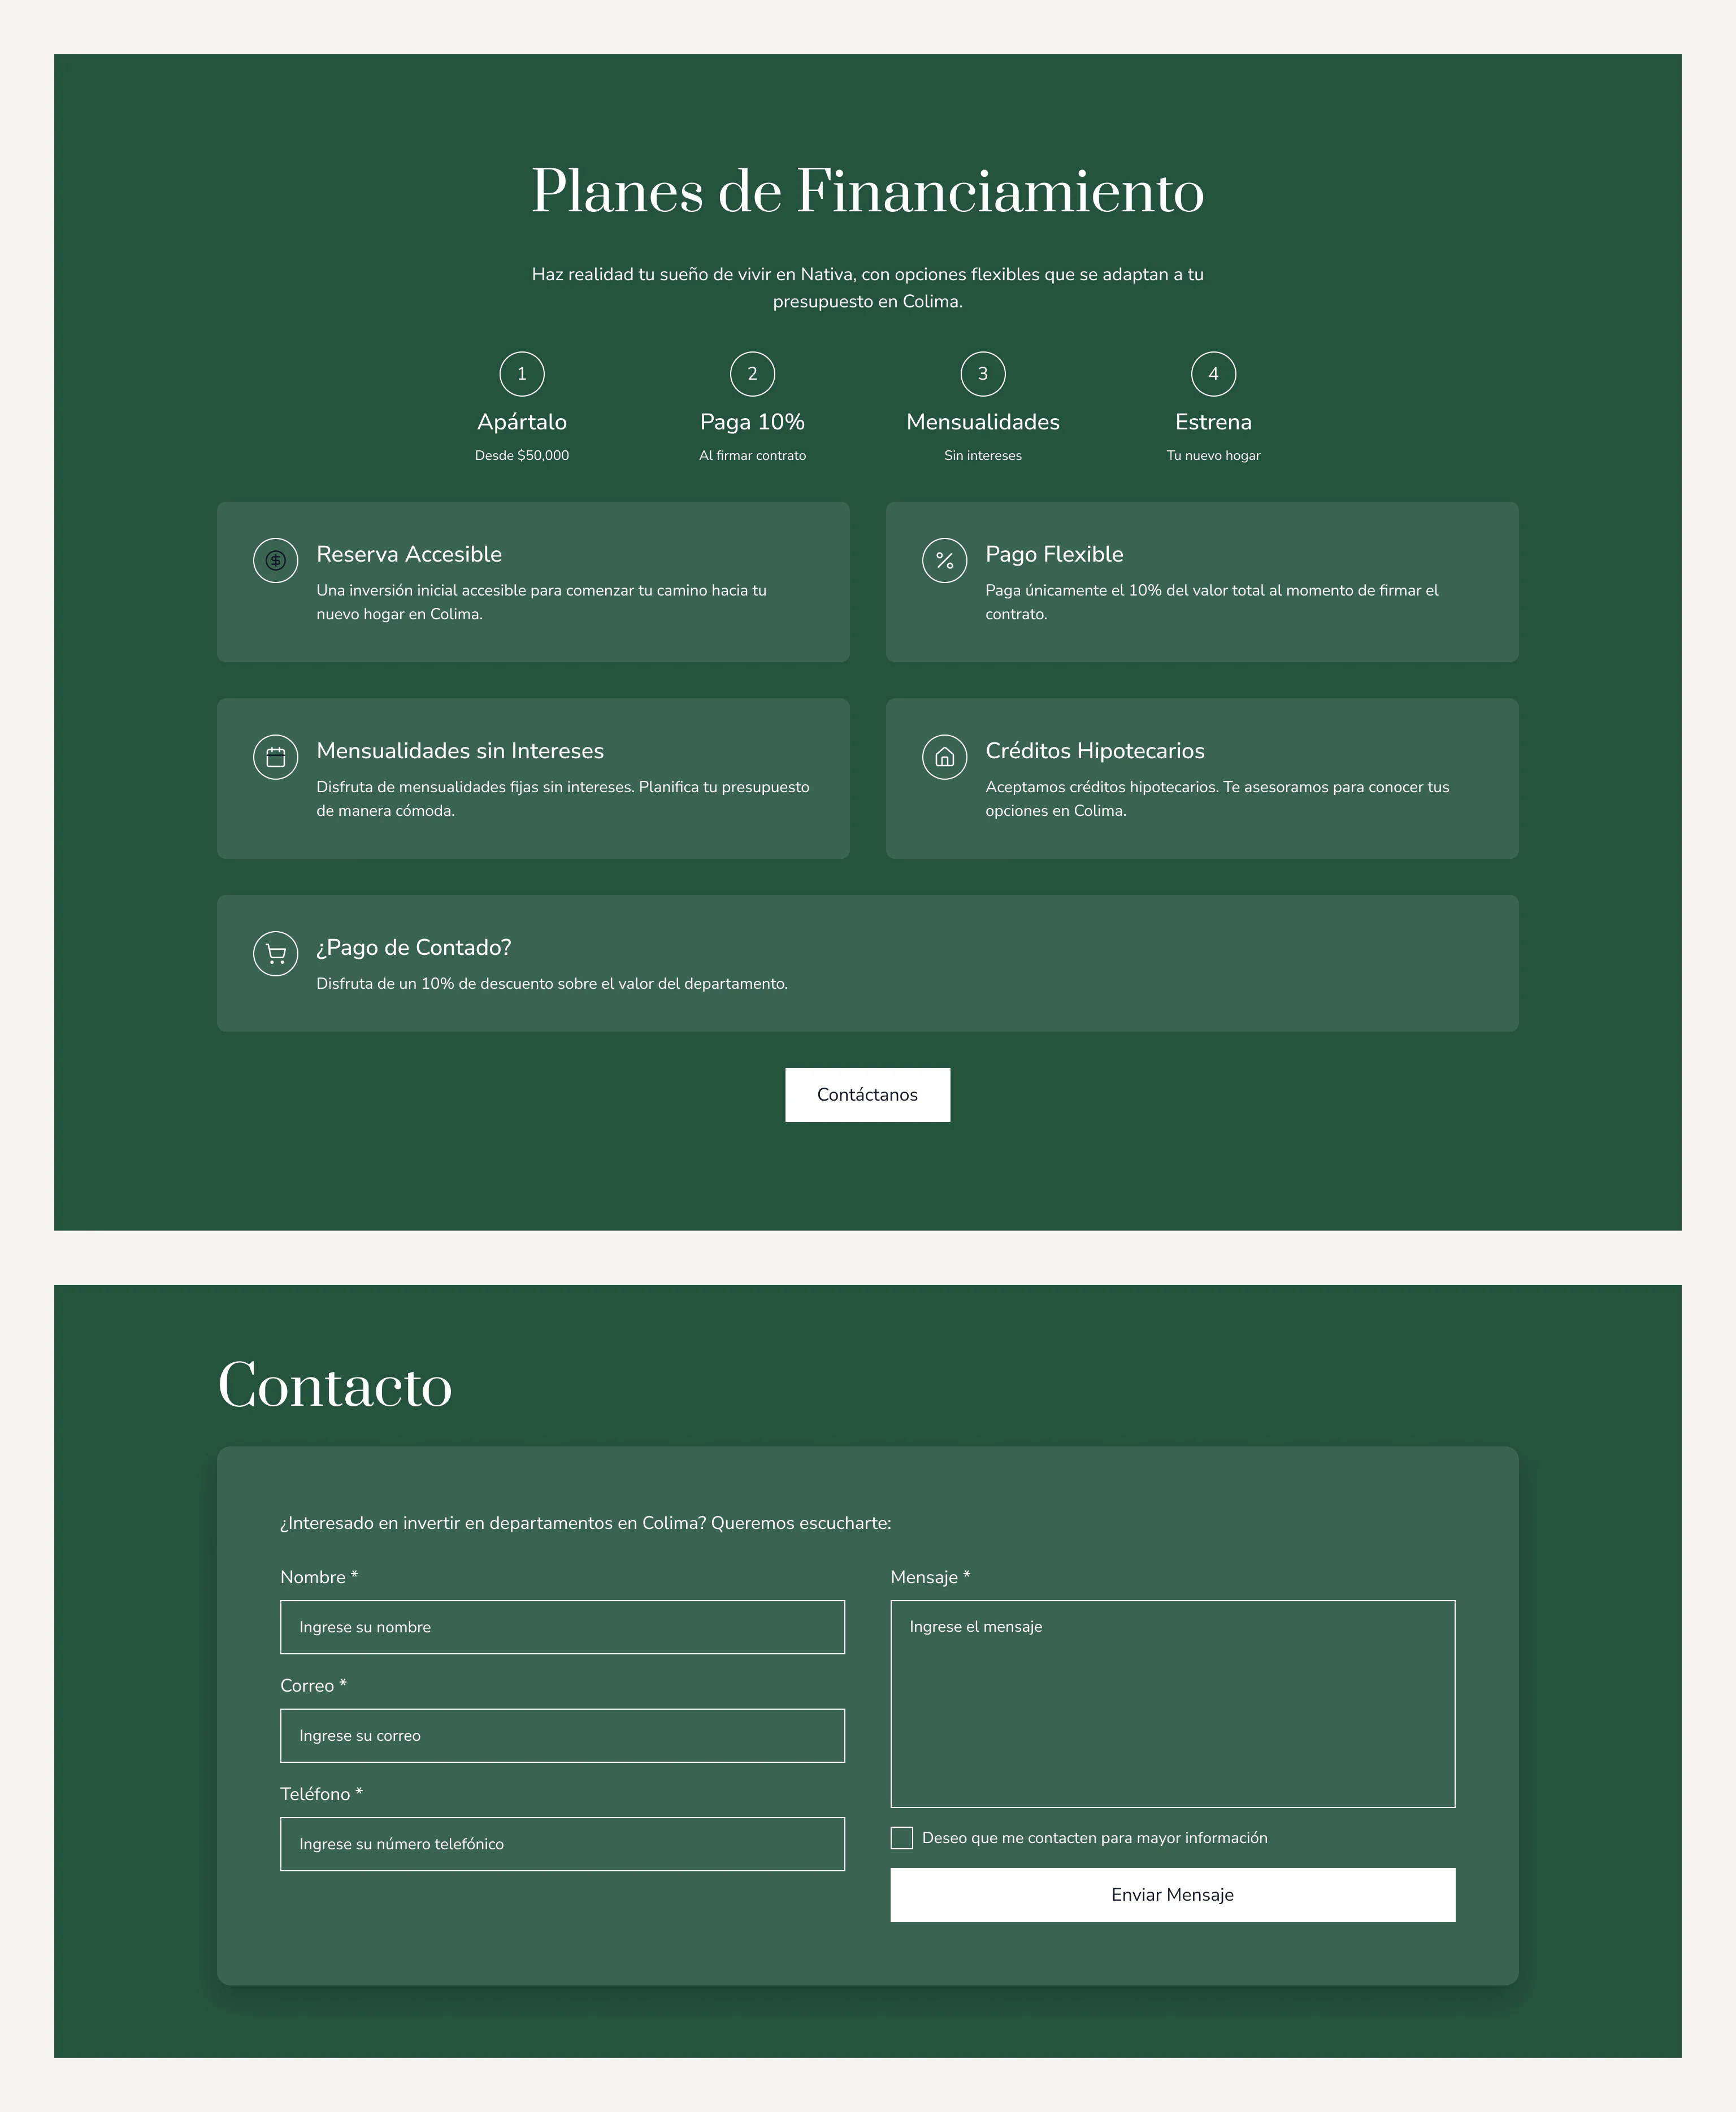 Planes de Financiamiento
Haz realidad tu sueño de vivir en Nativa, con opciones flexibles que se adaptan a tu
presupuesto en Colima.
1
Apártalo
Desde $50,000
2
Paga 10%
Al firmar contrato
3
Mensualidades
Sin intereses
4
Estrena
Tu nuevo hogar
Reserva Accesible
Una inversión inicial accesible para comenzar tu camino hacia tu
nuevo hogar en Colima.
Pago Flexible
Paga únicamente el 10% del valor total al momento de firmar el
contrato.
Mensualidades sin Intereses
Disfruta de mensualidades fijas sin intereses. Planifica tu presupuesto
de manera cómoda.
Créditos Hipotecarios
Aceptamos créditos hipotecarios. Te asesoramos para conocer tus
opciones en Colima.
¿Pago de Contado?
Disfruta de un 10% de descuento sobre el valor del departamento.
Contáctanos
Contacto
¿Interesado en invertir en departamentos en Colima? Queremos escucharte:
Nombre *
Ingrese su nombre
Correo *
Ingrese su correo
Teléfono *
Ingrese su número telefónico
Mensaje *
Ingrese el mensaje
Deseo que me contacten para mayor información
Enviar Mensaje